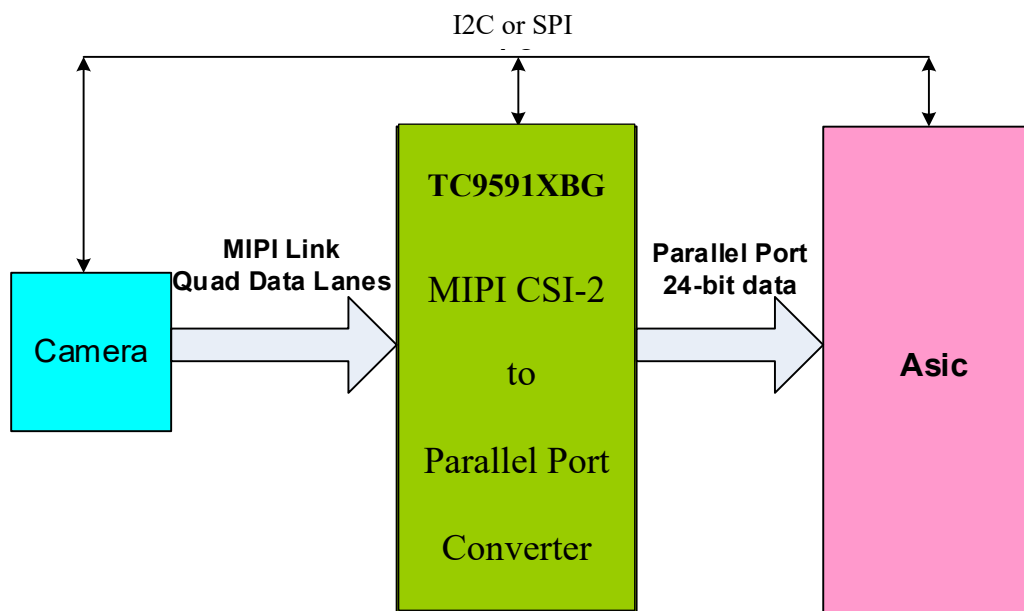 I2C or SPI
TC9591XBG
MIPI Link
Quad Data Lanes
MIPI CSI-2
to
Parallel Port
Converter
Parallel Port
24-bit data
Camera
Asic